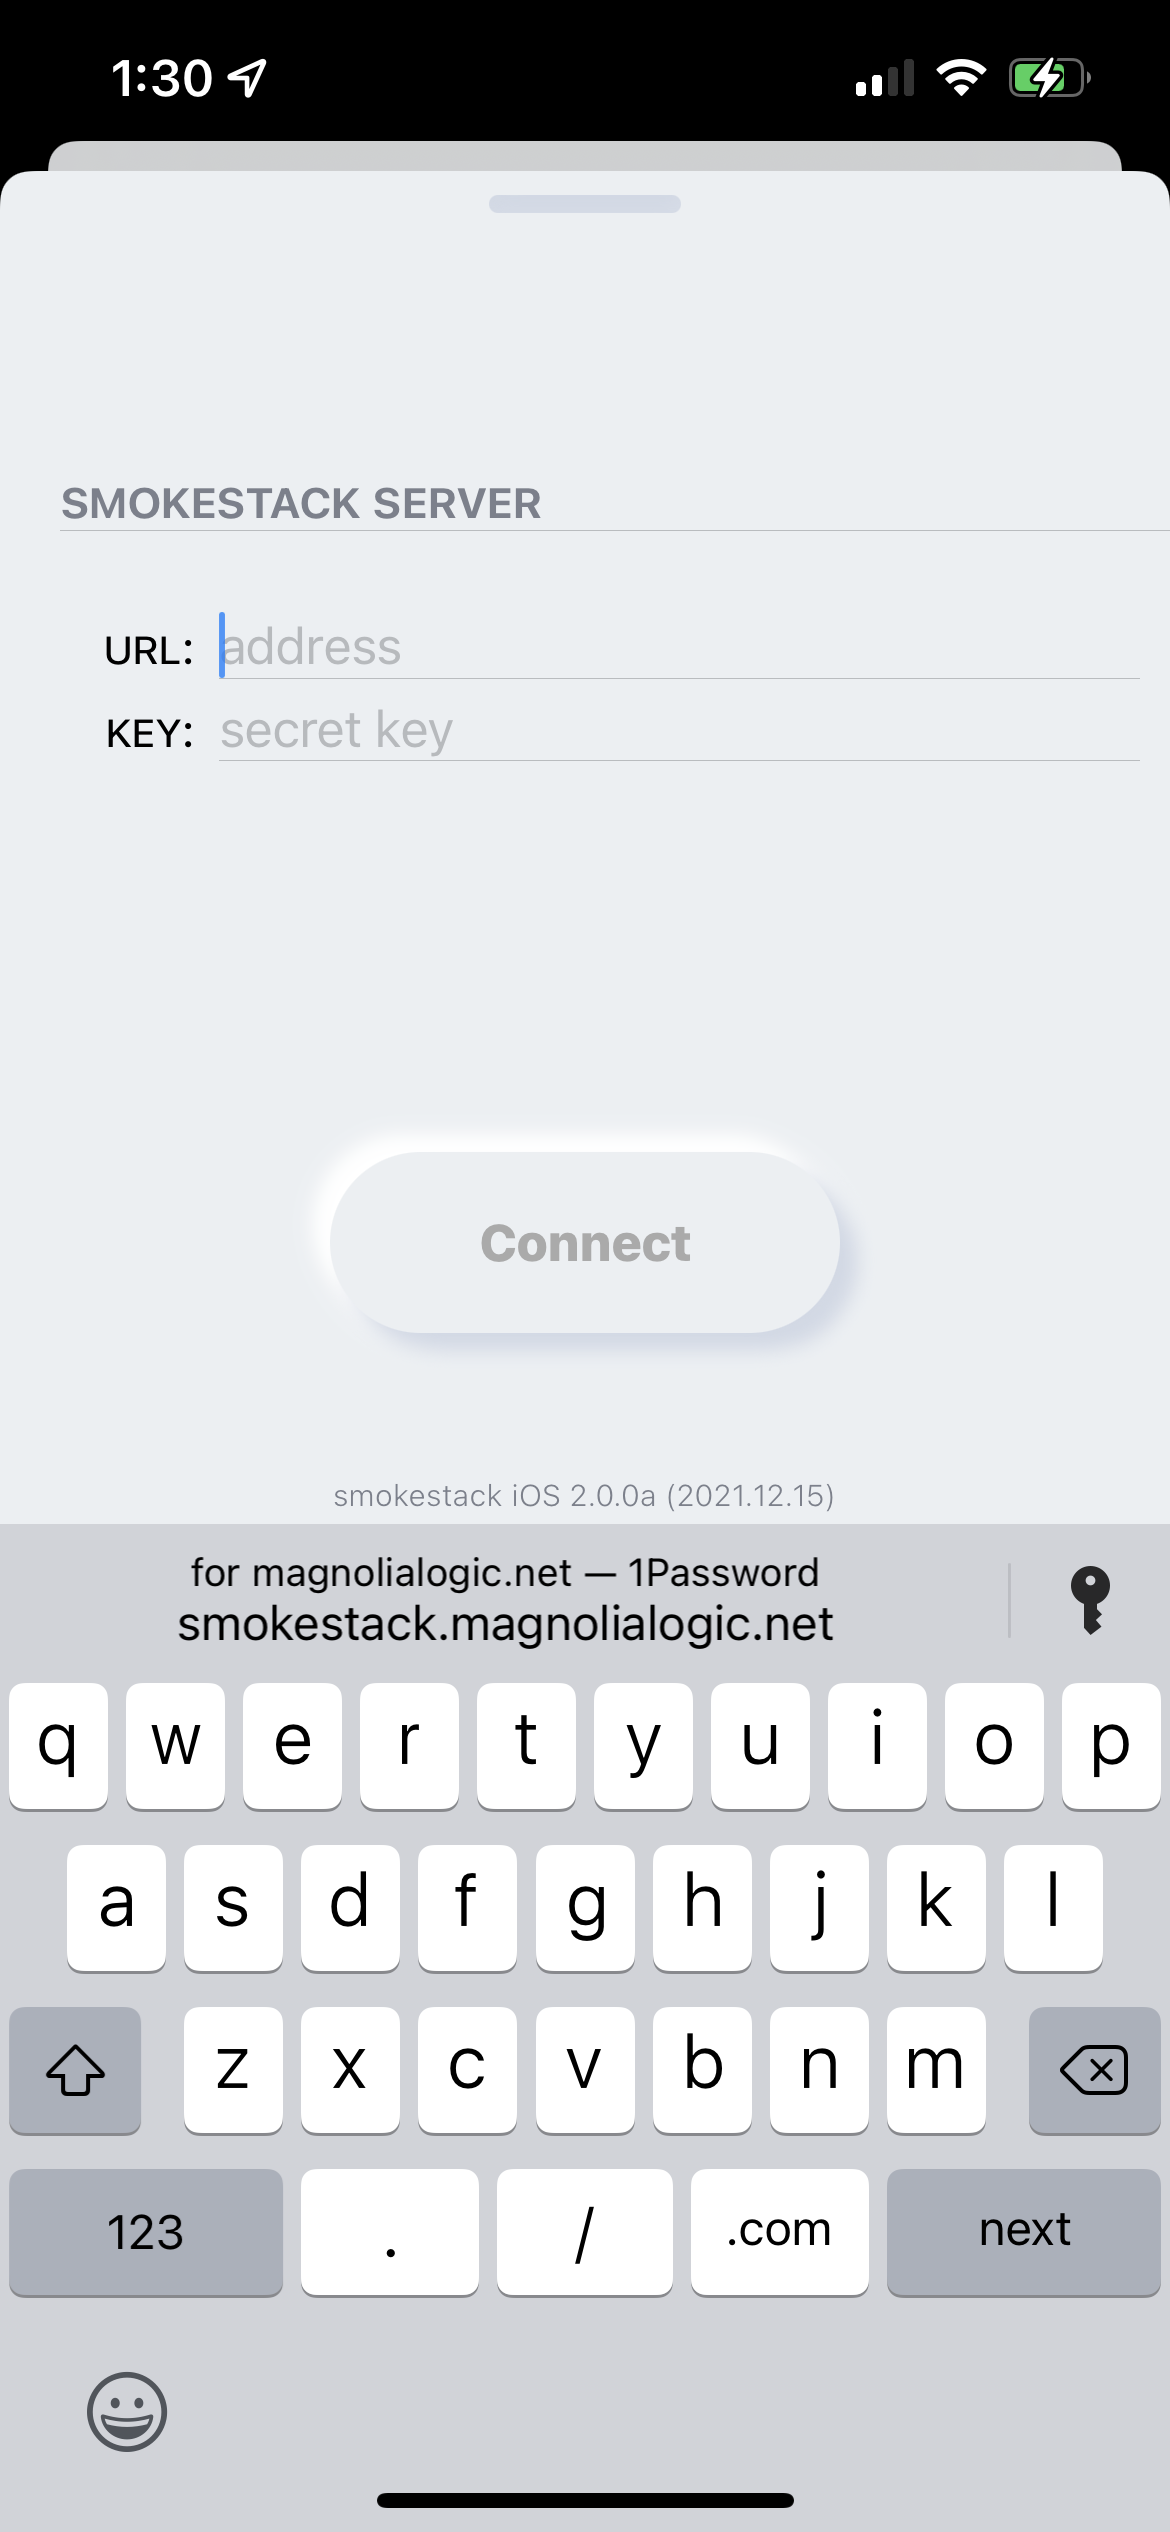 1:30
SMOKESTACK SERVER
URL: address
KEY: secret key
Connect
smokestack iOS 2.0.0a (2021.12.15)
for magnolialogic.net — 1Password
smokestack.magnolialogic.net
q w e r t y u i o p
a s d f g h j k l
z x c v b n m
123 . / .com next